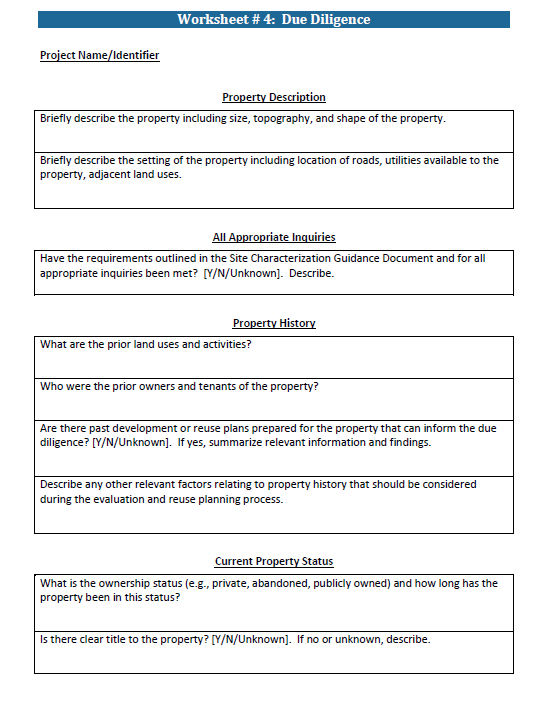 Worksheet # 4:  Due Diligence
Project Name/Identifier
Property Description
Briefly describe the property including size, topography, and shape of the property.
Briefly describe the setting of the property including location of roads, utilities available to the
property, adjacent land uses.
All Appropriate Inquiries
Have the requirements outlined in the Site Characterization Guidance Document and for all
appropriate inquiries been met?  [Y/N/Unknown].  Describe.
Property History
What are the prior land uses and activities?
Who were the prior owners and tenants of the property?
Are there past development or reuse plans prepared for the property that can inform the due
diligence? [Y/N/Unknown].  If yes, summarize relevant information and findings.
Describe any other relevant factors relating to property history that should be considered
during the evaluation and reuse planning process.
Current Property Status
What is the ownership status (e.g., private, abandoned, publicly owned) and how long has the
property been in this status?
Is there clear title to the property? [Y/N/Unknown].  If no or unknown, describe.